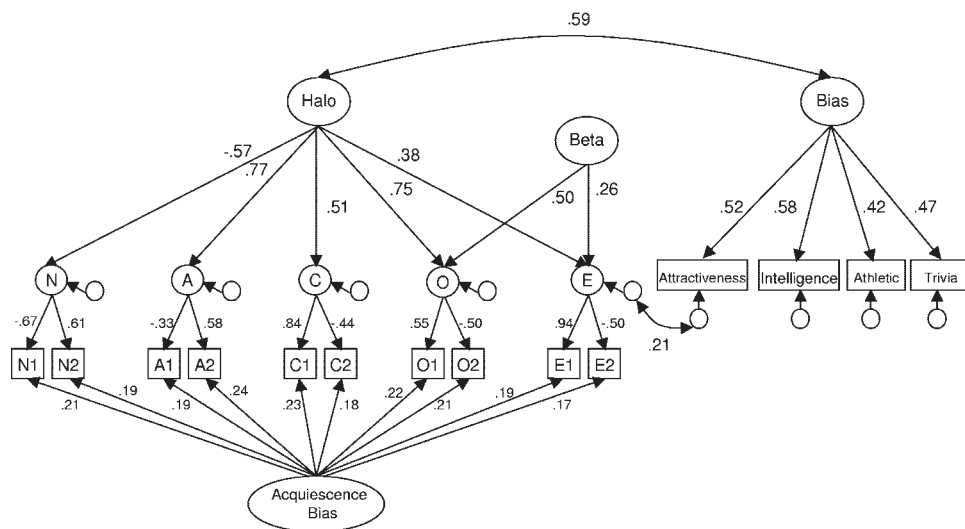 .59
Halo
Bias
Beta
-.57
.77
.51
.75
.38
.50
.26
.52
.58
.42
.47
N
A
C
O
E
Attractiveness
Intelligence
Athletic
Trivia
-.67
.61
-.33
.58
.84
-.44
.55
-.50
.94
-.50
.21
N1
N2
A1
A2
C1
C2
O1
O2
E1
E2
.21
.19
.19
.24
.23
.18
.22
.21
.19
.17
Acquiescence
Bias